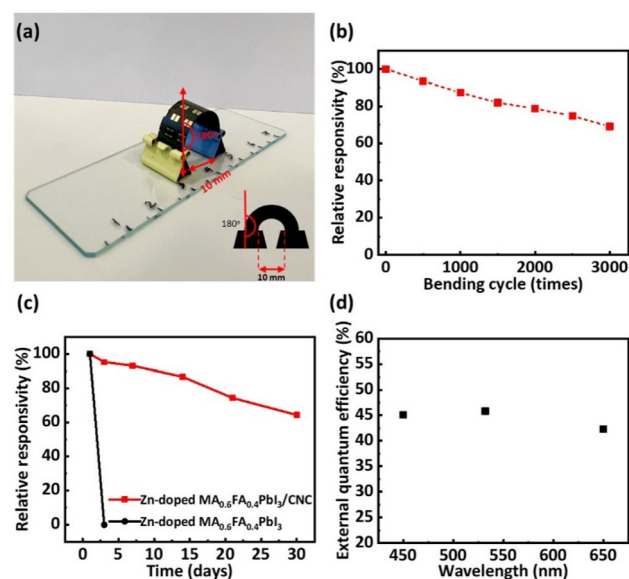 (a)
180°
10 mm
180°
10 mm
(b)
Relative responsivity (%)
100
80
60
40
20
0
0 1000 2000 3000
Bending cycle (times)
(c)
Relative responsivity (%)
100
80
60
40
20
0
Zn-doped MA0.6FA0.4PbI3/CNC
Zn-doped MA0.6FA0.4PbI3
0 5 10 15 20 25 30
Time (days)
(d)
External quantum efficiency (%)
60
55
50
45
40
35
30
25
20
450 500 550 600 650
Wavelength (nm)